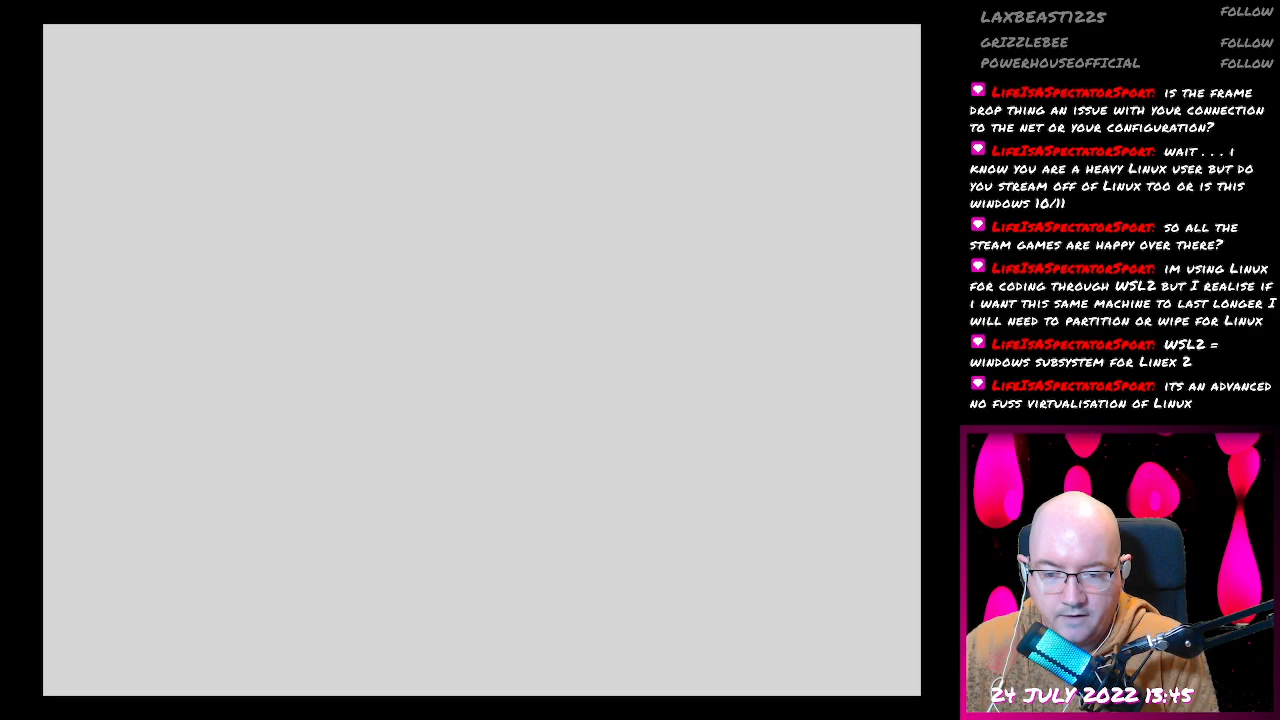 LAXBEAST1225 FOLLOW
GRIZZLEBEE FOLLOW
POWERHOUSEOFFICIAL FOLLOW
LifeIsASpectatorSport: is the frame
drop thing an issue with your connection
to the net or your configuration?
LifeIsASpectatorSport: wait . . . i
know you are a heavy Linux user but do
you stream off of Linux too or is this
windows 10/11
LifeIsASpectatorSport: so all the
steam games are happy over there?
LifeIsASpectatorSport: im using Linux
for coding through WSL2 but I realise if
i want this same machine to last longer I
will need to partition or wipe for Linux
LifeIsASpectatorSport: WSL2 =
windows subsystem for Linex 2
LifeIsASpectatorSport: its an advanced
no fuss virtualisation of Linux
24 JULY 2022 13:45